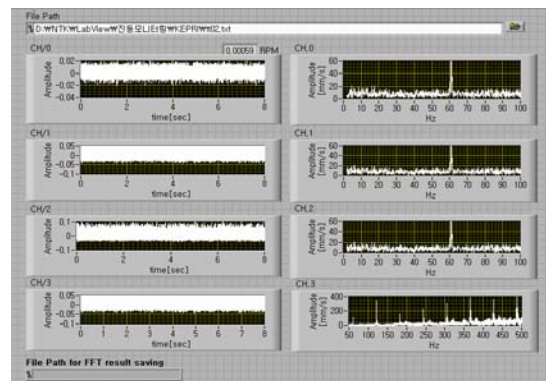 File Path
D:₩NTK₩LabView₩진동모니터링₩KEPRI₩t02.txt
CH/0
0,00059 RPM
Amplitude
0.02
0
-0.02
-0.04
0 2 4 6 8
time[sec]
CH.0
Amplitude
[mm/s]
60
40
20
0
0 10 20 30 40 50 60 70 80 90 100
Hz
CH/1
Amplitude
0.05
0
-0.05
-0.1
0 2 4 6 8
time[sec]
CH.1
Amplitude
[mm/s]
60
40
20
0
0 10 20 30 40 50 60 70 80 90 100
Hz
CH/2
Amplitude
0.1
0
-0.1
0 2 4 6 8
time[sec]
CH.2
Amplitude
[mm/s]
60
40
20
0
0 10 20 30 40 50 60 70 80 90 100
Hz
CH/3
Amplitude
0.05
0
-0.05
-0.1
0 1 2 3 4 5 6 7 8
time[sec]
CH.3
Amplitude
[mm/s]
400
200
0
50 100 150 200 250 300 350 400 450 500
Hz
File Path for FFT result saving